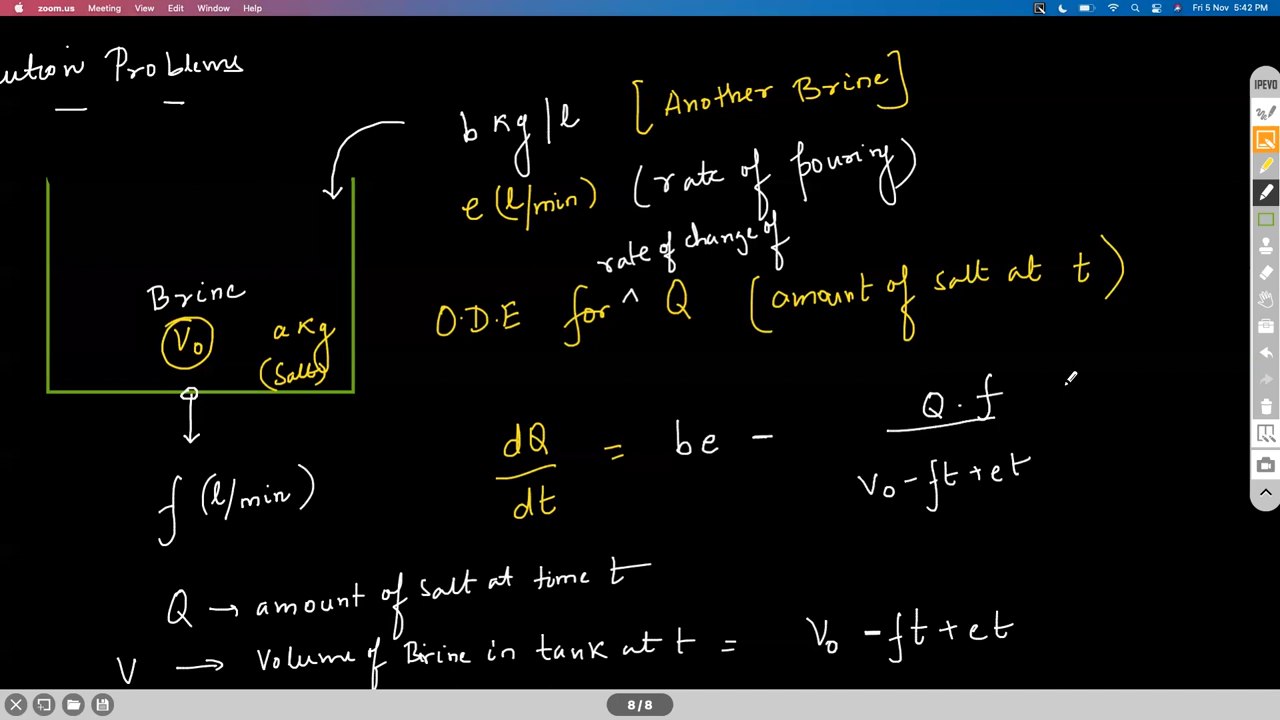 zoom.us Meeting View Edit Window Help Fri 5 Nov 5:42 PM
IPEVO
ution Problems
b kg/l [Another Brine]
e (l/min) (rate of pouring)
rate of change of
O.D.E for ^ Q (amount of salt at t)
Brine
V₀ a Kg
(Salt)
dQ/dt = be - Q.f/(V₀-ft+et)
f (l/min)
Q → amount of salt at time t
V → Volume of Brine in tank at t = V₀-ft+et
8/8